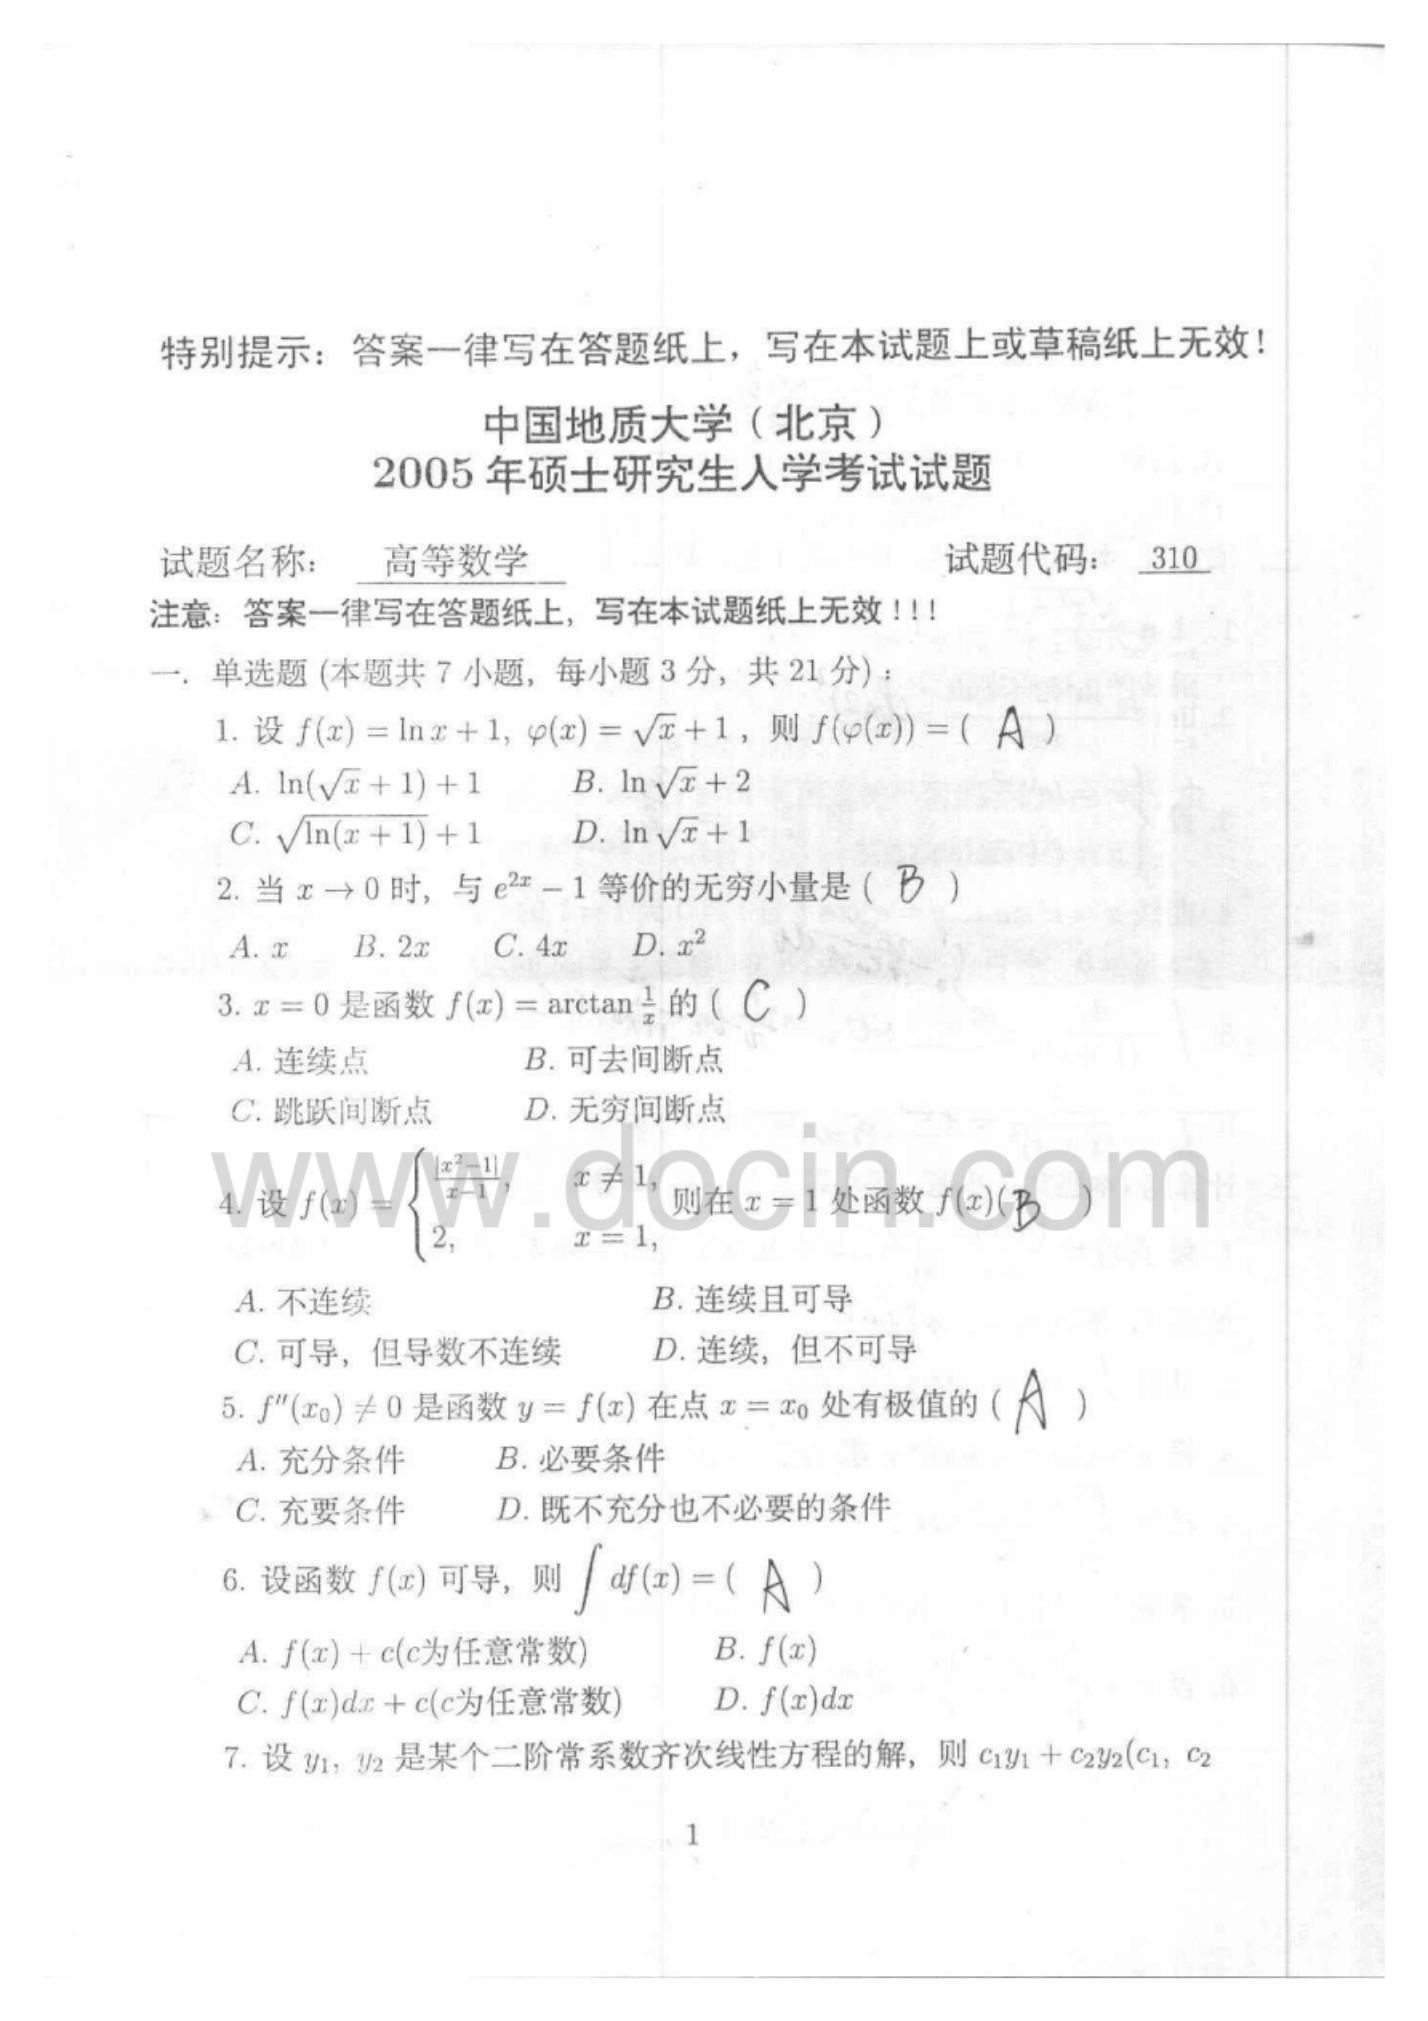 特别提示：答案一律写在答题纸上，写在本试题上或草稿纸上无效！
中国地质大学（北京）
2005 年硕士研究生入学考试试题
试题名称： 高等数学 试题代码： 310
注意：答案一律写在答题纸上，写在本试题纸上无效！！！
一. 单选题 (本题共 7 小题，每小题 3 分，共 21 分)：
1. 设 f(x) = ln x + 1, φ(x) = √x + 1，则 f(φ(x)) = ( A )
A. ln(√x + 1) + 1 B. ln √x + 2
C. √ln(x + 1) + 1 D. ln √x + 1
2. 当 x → 0 时，与 e^{2x} − 1 等价的无穷小量是 ( B )
A. x B. 2x C. 4x D. x²
3. x = 0 是函数 f(x) = arctan 1/x 的 ( C )
A. 连续点 B. 可去间断点
C. 跳跃间断点 D. 无穷间断点
4. 设 f(x) = { |x²−1|/(x−1), x ≠ 1, 2, x = 1, 则在 x = 1 处函数 f(x)( B )
A. 不连续 B. 连续且可导
C. 可导，但导数不连续 D. 连续，但不可导
5. f″(x₀) ≠ 0 是函数 y = f(x) 在点 x = x₀ 处有极值的 ( A )
A. 充分条件 B. 必要条件
C. 充要条件 D. 既不充分也不必要的条件
6. 设函数 f(x) 可导，则 ∫ df(x) = ( A )
A. f(x) + c(c为任意常数) B. f(x)
C. f(x)dx + c(c为任意常数) D. f(x)dx
7. 设 y₁, y₂ 是某个二阶常系数齐次线性方程的解，则 c₁y₁ + c₂y₂(c₁, c₂
1
www.docin.com